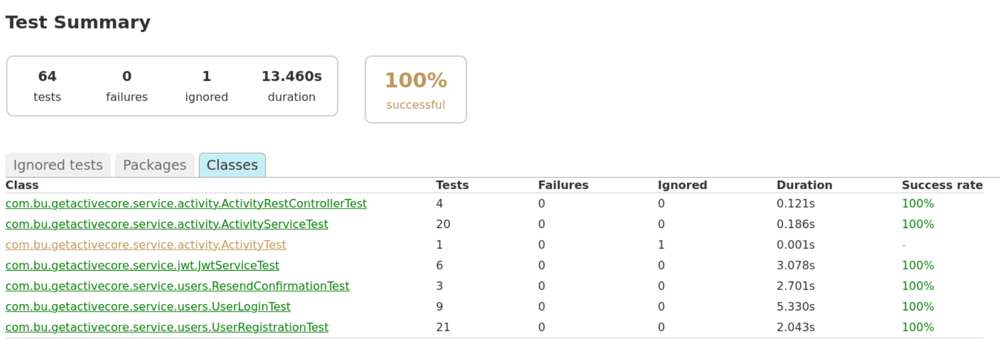 Test Summary
64 0 1 13.460s
tests failures ignored duration
100%
successful
Ignored tests Packages Classes
Class Tests Failures Ignored Duration Success rate
com.bu.getactivecore.service.activity.ActivityRestControllerTest 4 0 0 0.121s 100%
com.bu.getactivecore.service.activity.ActivityServiceTest 20 0 0 0.186s 100%
com.bu.getactivecore.service.activity.ActivityTest 1 0 1 0.001s -
com.bu.getactivecore.service.jwt.JwtServiceTest 6 0 0 3.078s 100%
com.bu.getactivecore.service.users.ResendConfirmationTest 3 0 0 2.701s 100%
com.bu.getactivecore.service.users.UserLoginTest 9 0 0 5.330s 100%
com.bu.getactivecore.service.users.UserRegistrationTest 21 0 0 2.043s 100%